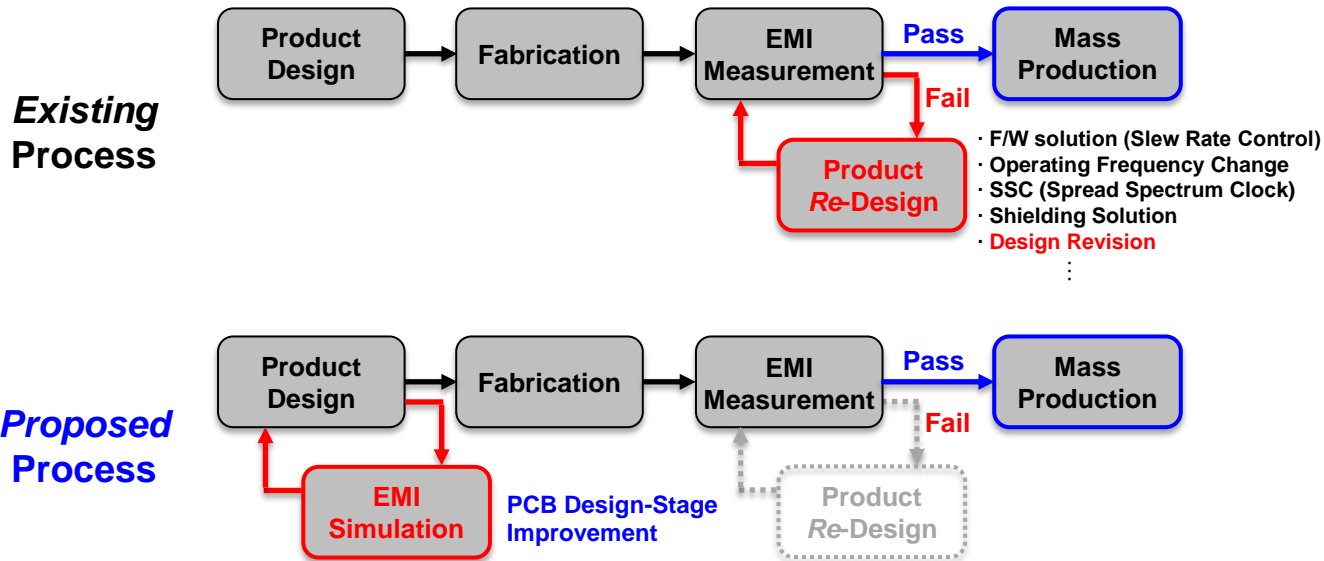 Existing
Process
Product
Design
Fabrication
EMI
Measurement
Pass
Fail
Mass
Production
Product
Re-Design
· F/W solution (Slew Rate Control)
· Operating Frequency Change
· SSC (Spread Spectrum Clock)
· Shielding Solution
· Design Revision
⋮
Proposed
Process
Product
Design
Fabrication
EMI
Measurement
Pass
Fail
Mass
Production
EMI
Simulation
PCB Design-Stage
Improvement
Product
Re-Design